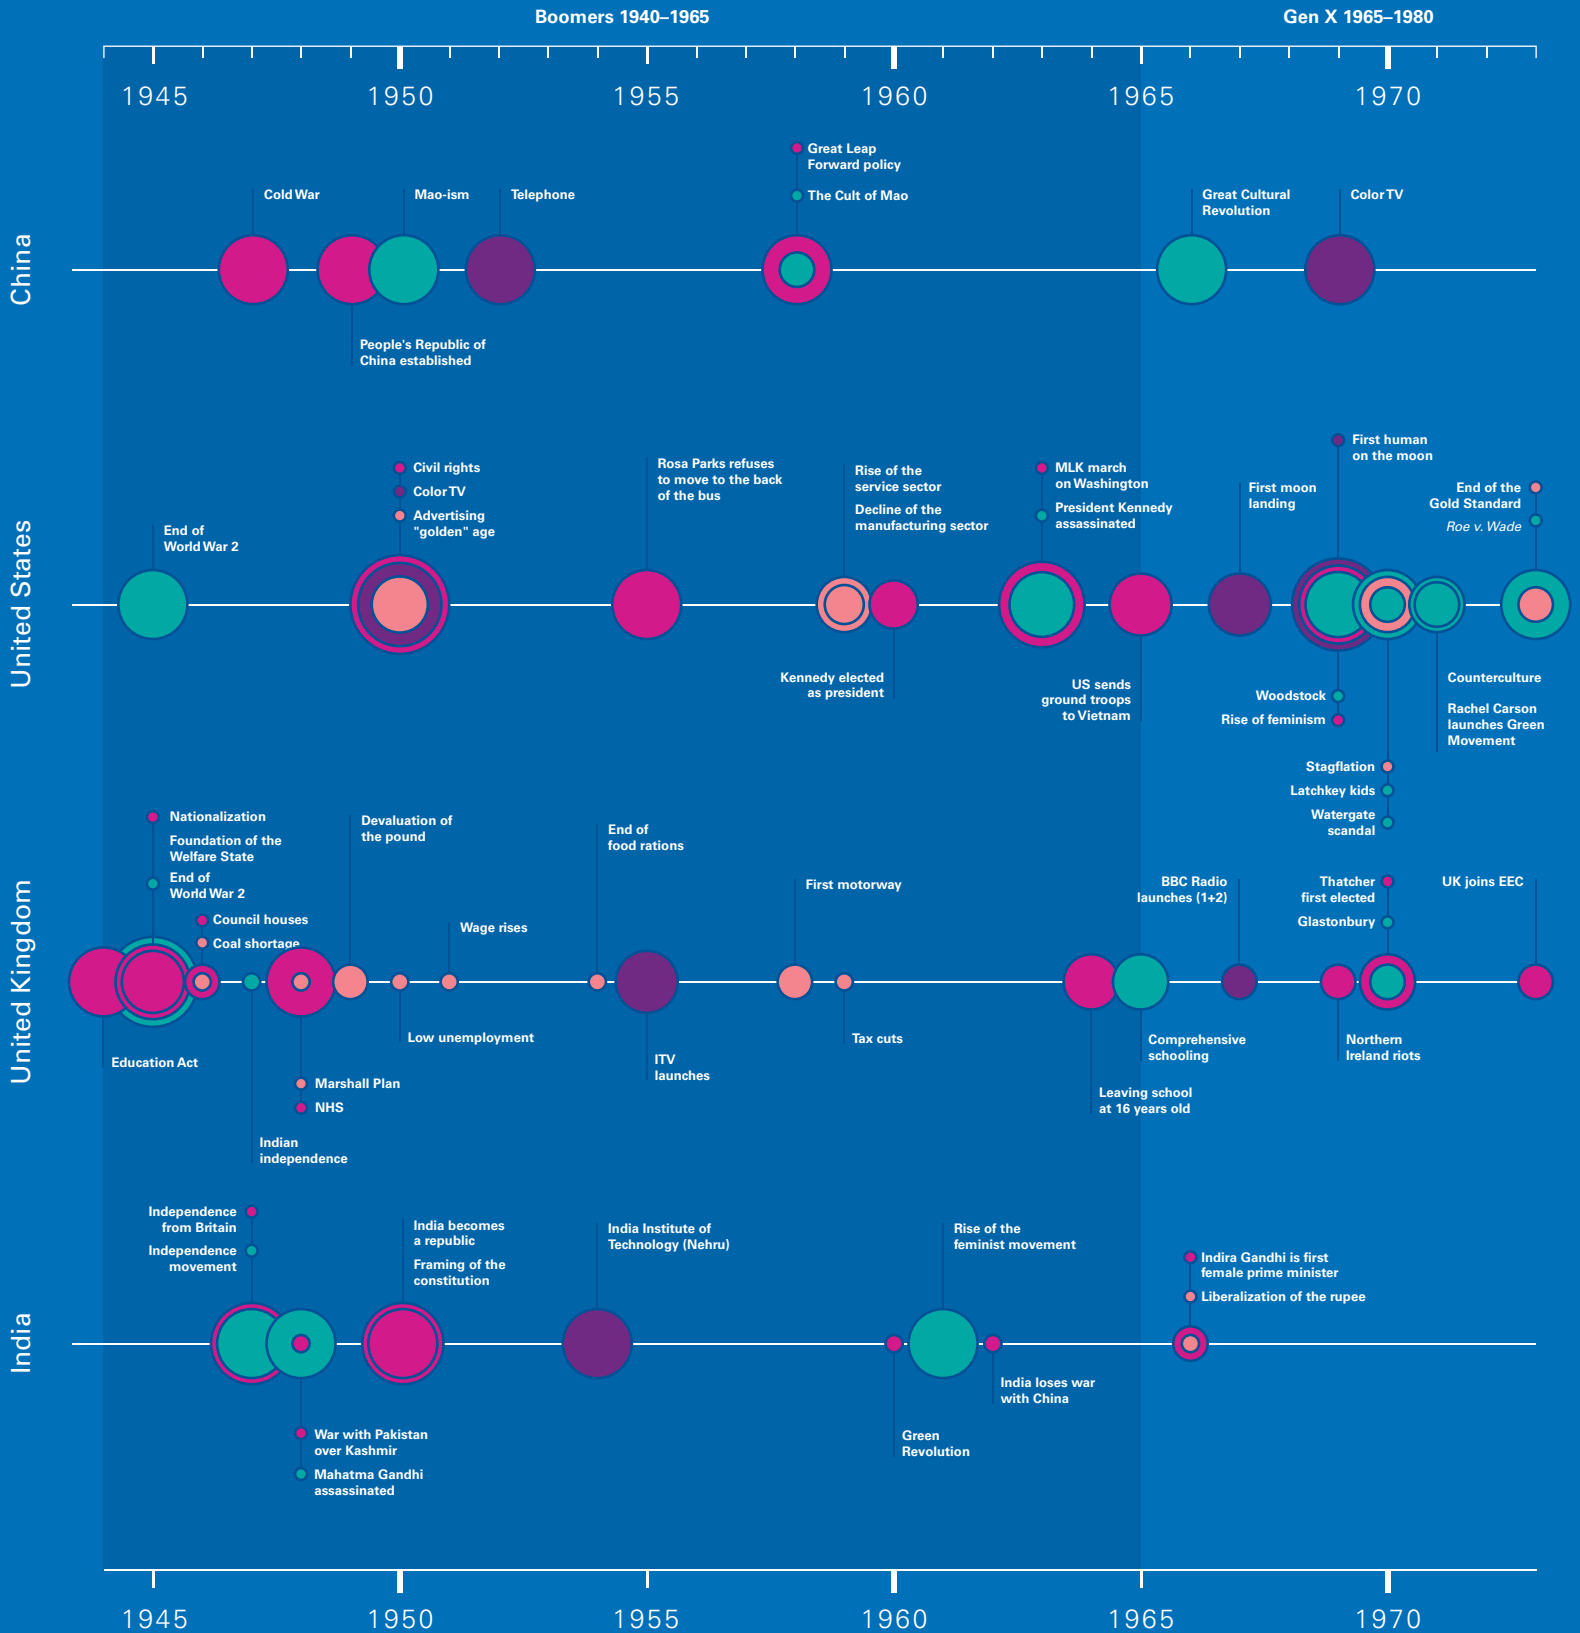 Boomers 1940–1965
Gen X 1965–1980
1945
1950
1955
1960
1965
1970
China
Great Leap
Forward policy
The Cult of Mao
Cold War
Mao-ism
Telephone
Great Cultural
Revolution
Color TV
People's Republic of
China established
United States
First human
on the moon
Civil rights
Color TV
Advertising
"golden" age
Rosa Parks refuses
to move to the back
of the bus
Rise of the
service sector
Decline of the
manufacturing sector
MLK march
on Washington
President Kennedy
assassinated
First moon
landing
End of the
Gold Standard
Roe v. Wade
End of
World War 2
Kennedy elected
as president
US sends
ground troops
to Vietnam
Woodstock
Rise of feminism
Counterculture
Rachel Carson
launches Green
Movement
Stagflation
Latchkey kids
Watergate
scandal
United Kingdom
Nationalization
Foundation of the
Welfare State
End of
World War 2
Council houses
Coal shortage
Devaluation of
the pound
Wage rises
End of
food rations
First motorway
BBC Radio
launches (1+2)
Thatcher
first elected
Glastonbury
UK joins EEC
Education Act
Marshall Plan
NHS
Indian
independence
Low unemployment
ITV
launches
Tax cuts
Comprehensive
schooling
Leaving school
at 16 years old
Northern
Ireland riots
India
Independence
from Britain
Independence
movement
India becomes
a republic
Framing of the
constitution
India Institute of
Technology (Nehru)
Rise of the
feminist movement
Indira Gandhi is first
female prime minister
Liberalization of the rupee
India loses war
with China
Green
Revolution
War with Pakistan
over Kashmir
Mahatma Gandhi
assassinated
1945
1950
1955
1960
1965
1970